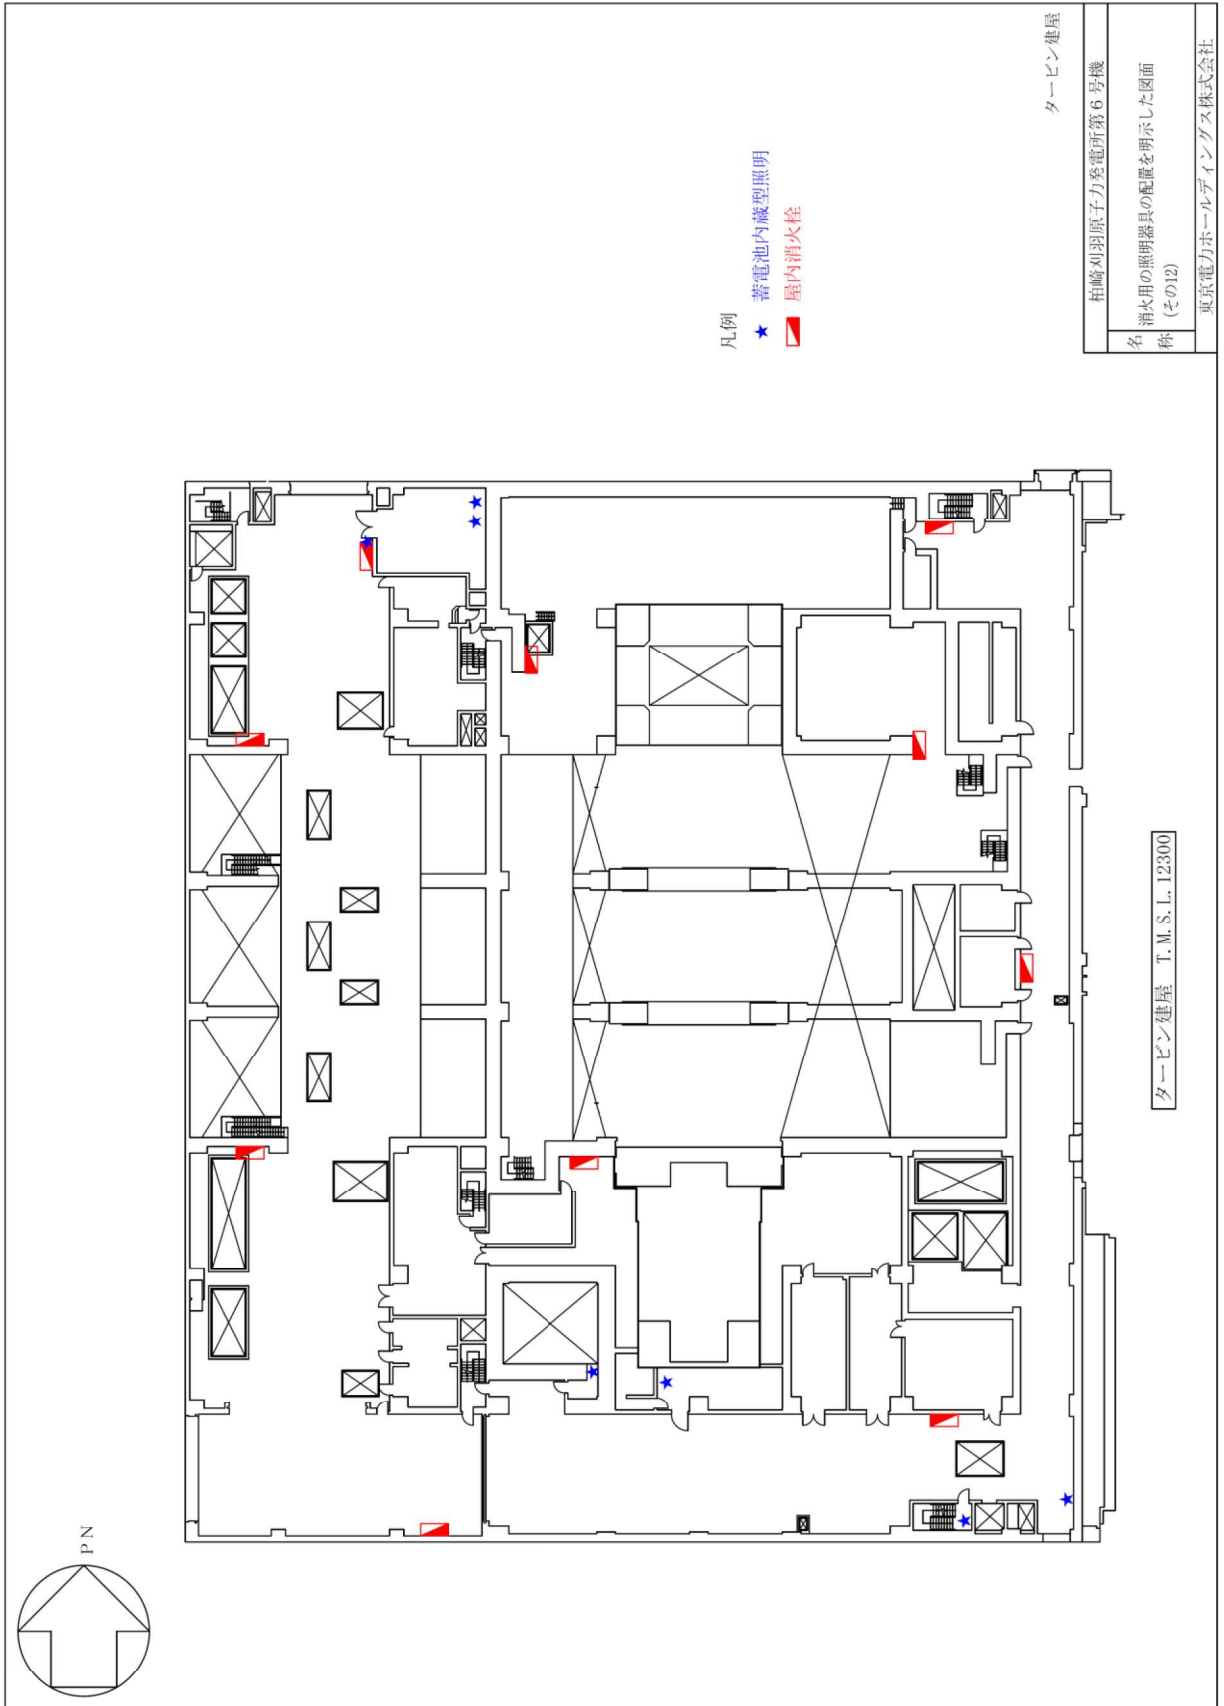 PN
タービン建屋 T.M.S.L.12300
凡例
★ 蓄電池内蔵型照明
屋内消火栓
タービン建屋
柏崎刈羽原子力発電所第6号機
名称
消火用の照明器具の配置を明示した図面
(その12)
東京電力ホールディングス株式会社